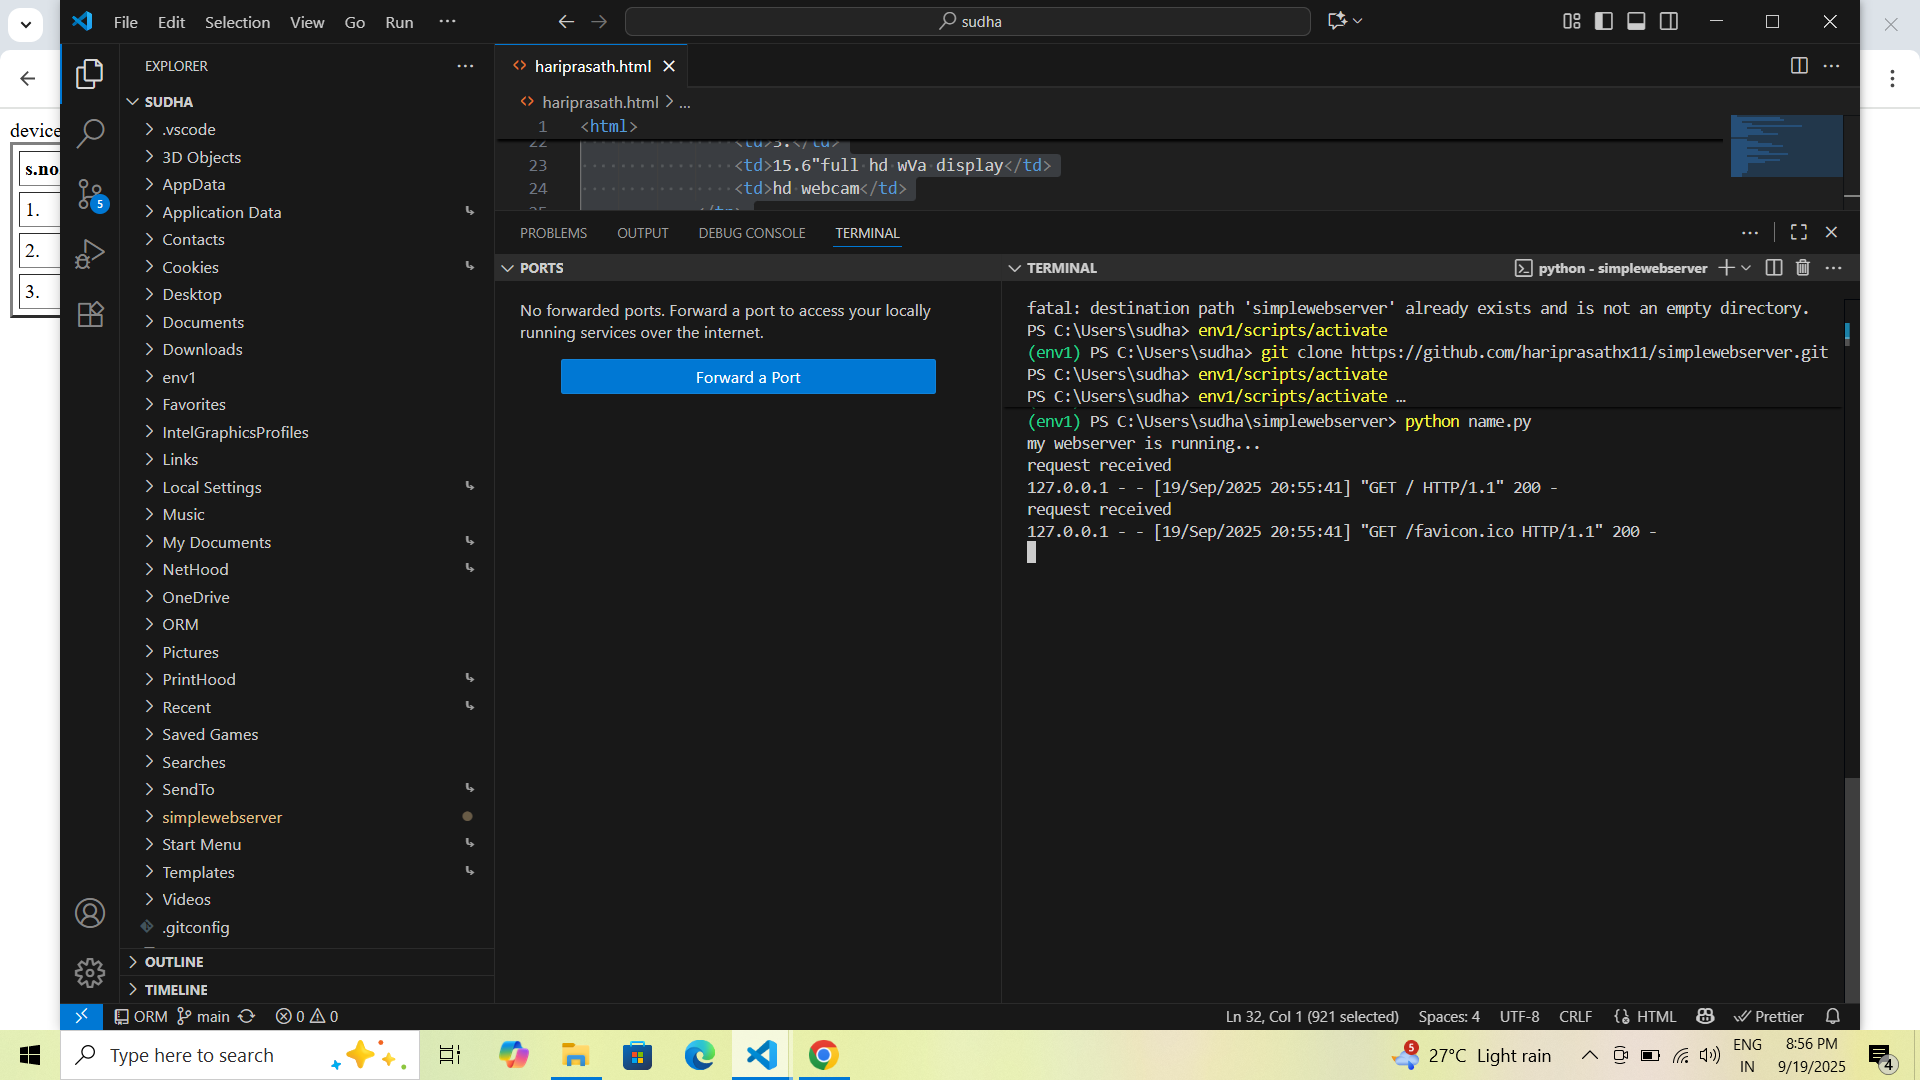 File Edit Selection View Go Run ...
sudha
device
s.no
1.
2.
3.
EXPLORER
SUDHA
.vscode
3D Objects
AppData
Application Data
Contacts
Cookies
Desktop
Documents
Downloads
env1
Favorites
IntelGraphicsProfiles
Links
Local Settings
Music
My Documents
NetHood
OneDrive
ORM
Pictures
PrintHood
Recent
Saved Games
Searches
SendTo
simplewebserver
Start Menu
Templates
Videos
.gitconfig
OUTLINE
TIMELINE
5
hariprasath.html
hariprasath.html > ...
1 <html>
22 <td>3.</td>
23 <td>15.6"full hd wVa display</td>
24 <td>hd webcam</td>
25 </tr>
PROBLEMS OUTPUT DEBUG CONSOLE TERMINAL
PORTS
No forwarded ports. Forward a port to access your locally
running services over the internet.
Forward a Port
TERMINAL
python - simplewebserver
fatal: destination path 'simplewebserver' already exists and is not an empty directory.
PS C:\Users\sudha> env1/scripts/activate
(env1) PS C:\Users\sudha> git clone https://github.com/hariprasathx11/simplewebserver.git
PS C:\Users\sudha> env1/scripts/activate
PS C:\Users\sudha> env1/scripts/activate …
(env1) PS C:\Users\sudha\simplewebserver> python name.py
my webserver is running...
request received
127.0.0.1 - - [19/Sep/2025 20:55:41] "GET / HTTP/1.1" 200 -
request received
127.0.0.1 - - [19/Sep/2025 20:55:41] "GET /favicon.ico HTTP/1.1" 200 -
ORM main 0 0
Ln 32, Col 1 (921 selected) Spaces: 4 UTF-8 CRLF HTML Prettier
Type here to search
5
27°C Light rain
ENG
IN
8:56 PM
9/19/2025
4